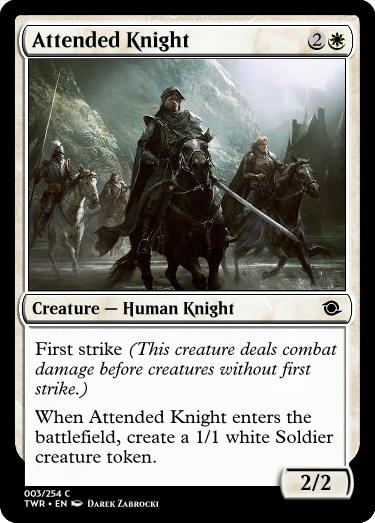 Attended Knight 2
Creature — Human Knight
First strike (This creature deals combat
damage before creatures without first
strike.)
When Attended Knight enters the
battlefield, create a 1/1 white Soldier
creature token.
2/2
003/254 C
TWR • EN Darek Zabrocki